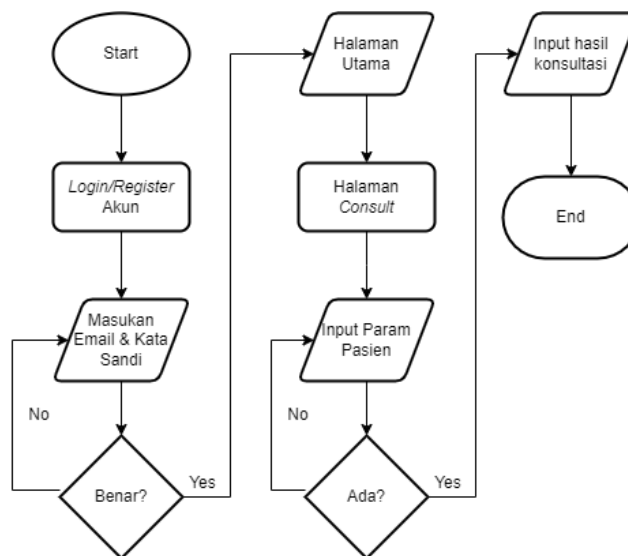 Start
Login/Register
Akun
Masukan
Email & Kata
Sandi
No
Benar?
Yes
Halaman
Utama
Halaman
Consult
Input Param
Pasien
No
Ada?
Yes
Input hasil
konsultasi
End